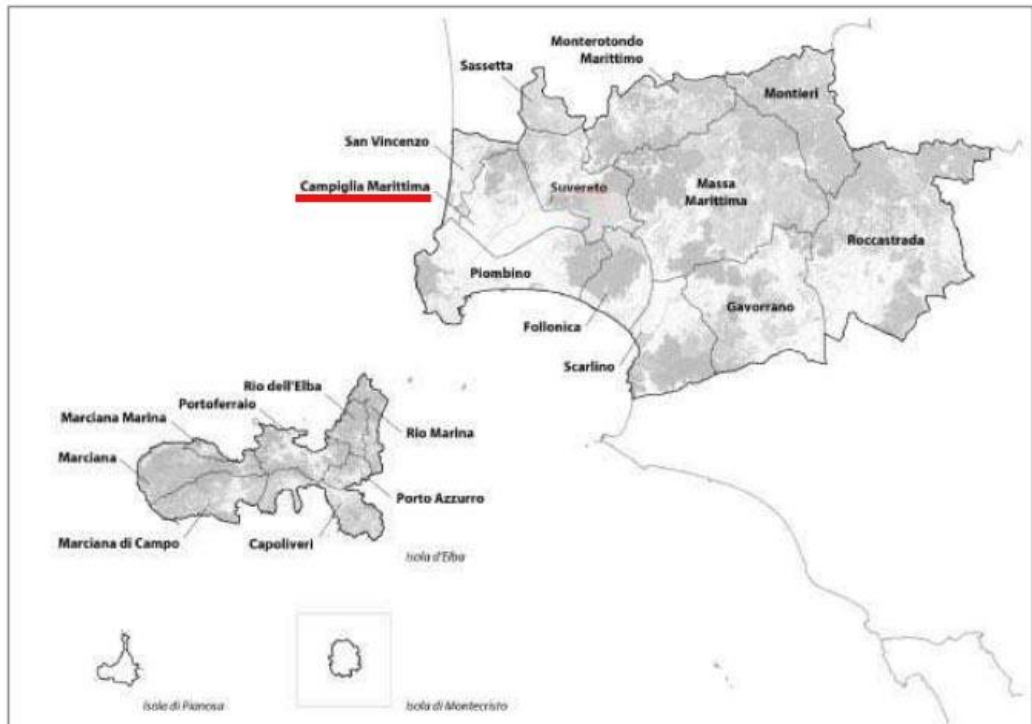 Monterotondo
Marittimo
Sassetta
Montieri
San Vincenzo
Campiglia Marittima
Suvereto
Massa
Marittima
Roccastrada
Piombino
Gavorrano
Follonica
Scarlino
Rio dell'Elba
Portoferraio
Marciana Marina
Rio Marina
Marciana
Porto Azzurro
Marciana di Campo
Capoliveri
Isola d'Elba
Isola di Pianosa
Isola di Montecristo